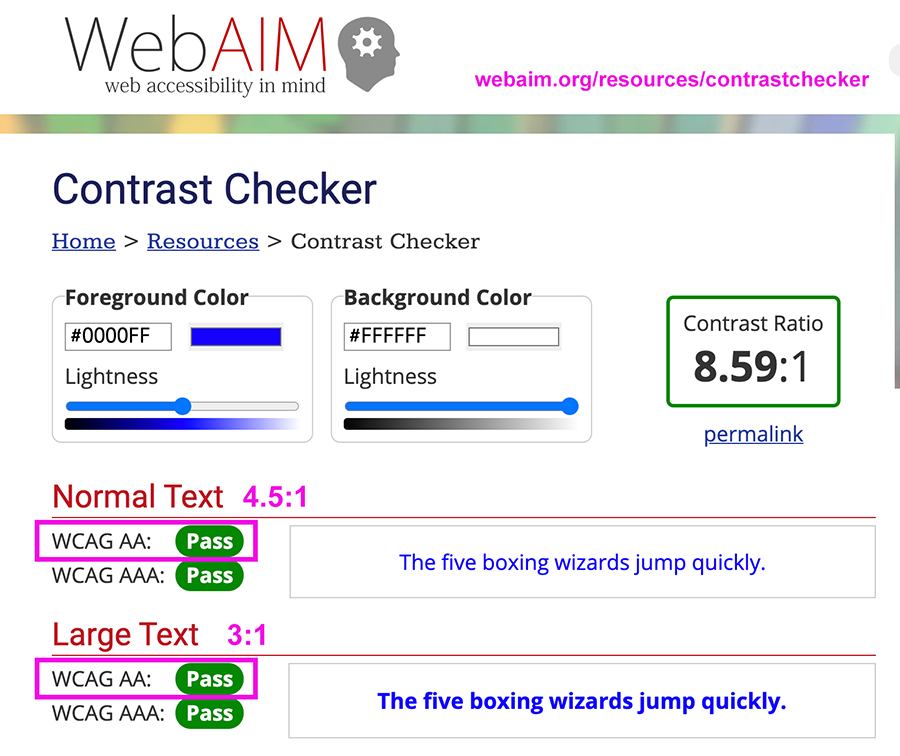 WebAIM
web accessibility in mind
webaim.org/resources/contrastchecker
Contrast Checker
Home > Resources > Contrast Checker
Foreground Color
#0000FF
Lightness
Background Color
#FFFFFF
Lightness
Contrast Ratio
8.59:1
permalink
Normal Text 4.5:1
WCAG AA: Pass
WCAG AAA: Pass
The five boxing wizards jump quickly.
Large Text 3:1
WCAG AA: Pass
WCAG AAA: Pass
The five boxing wizards jump quickly.